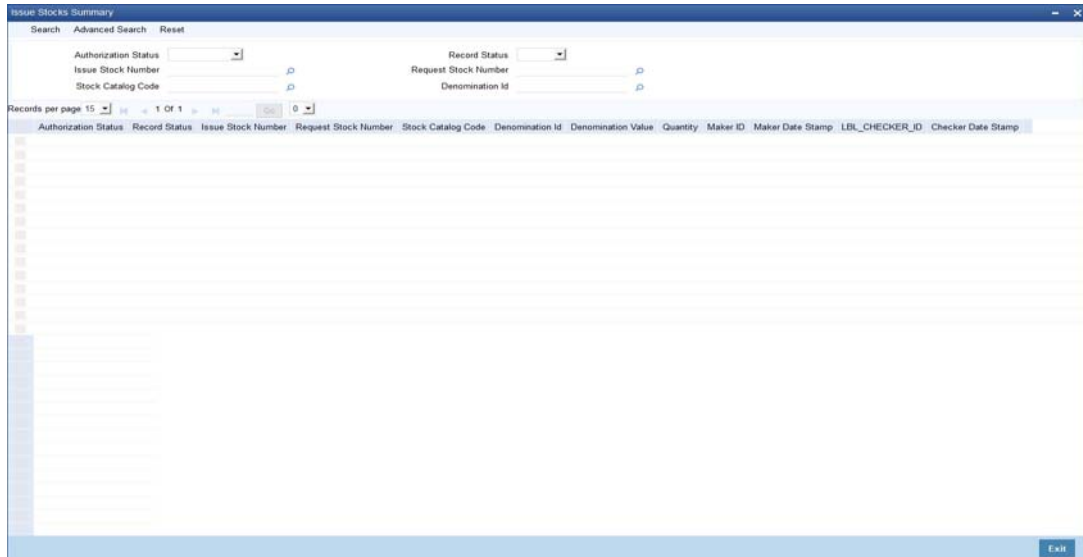 Issue Stocks Summary
Search Advanced Search Reset
Authorization Status Record Status
Issue Stock Number Request Stock Number
Stock Catalog Code Denomination Id
Records per page 15 1 Of 1 Go 0
Authorization Status Record Status Issue Stock Number Request Stock Number Stock Catalog Code Denomination Id Denomination Value Quantity Maker ID Maker Date Stamp LBL_CHECKER_ID Checker Date Stamp
Exit